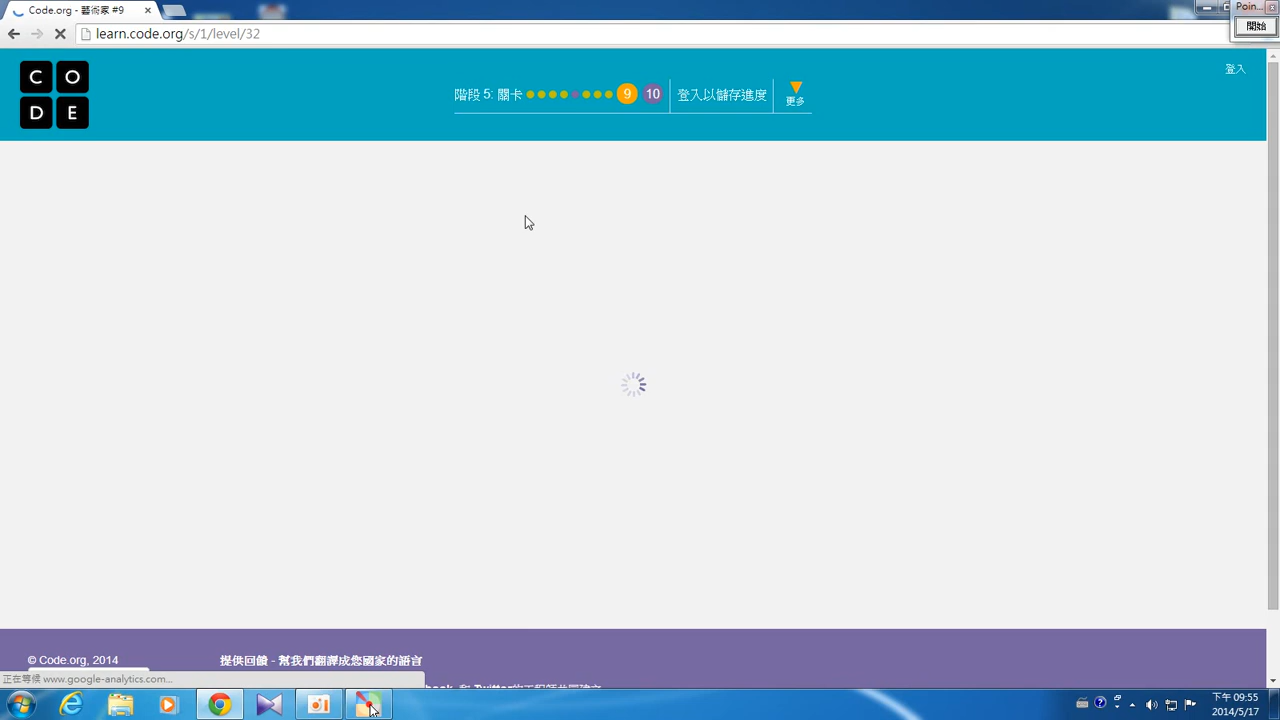 Code.org - 藝術家 #9
Poin...
開始
learn.code.org/s/1/level/32
C O
D E
階段 5: 關卡 9 10 登入以儲存進度 更多
登入
© Code.org, 2014 提供回饋 - 幫我們翻譯成您國家的語言
正在等候 www.google-analytics.com...
下午 09:55
2014/5/17